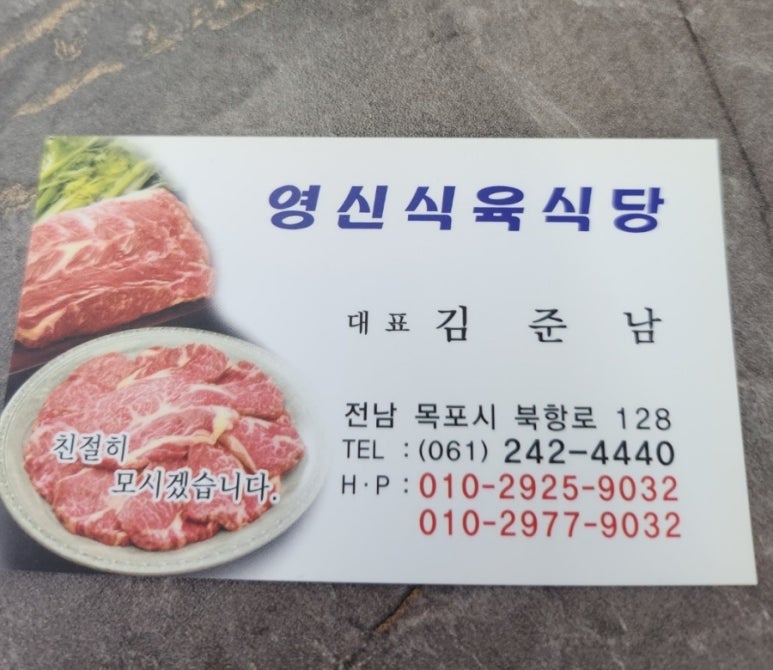 영신식육식당
대표 김 준 남
전남 목포시 북항로 128
TEL : (061) 242-4440
H·P : 010-2925-9032
010-2977-9032
친절히
모시겠습니다.